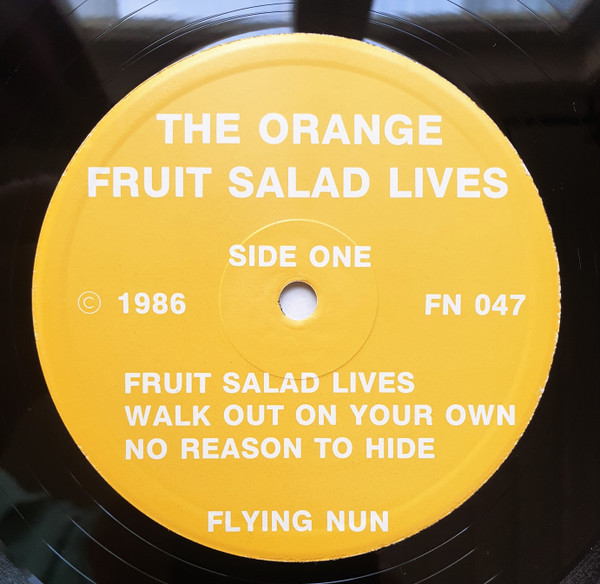 THE ORANGE
FRUIT SALAD LIVES
SIDE ONE
© 1986 FN 047
FRUIT SALAD LIVES
WALK OUT ON YOUR OWN
NO REASON TO HIDE
FLYING NUN